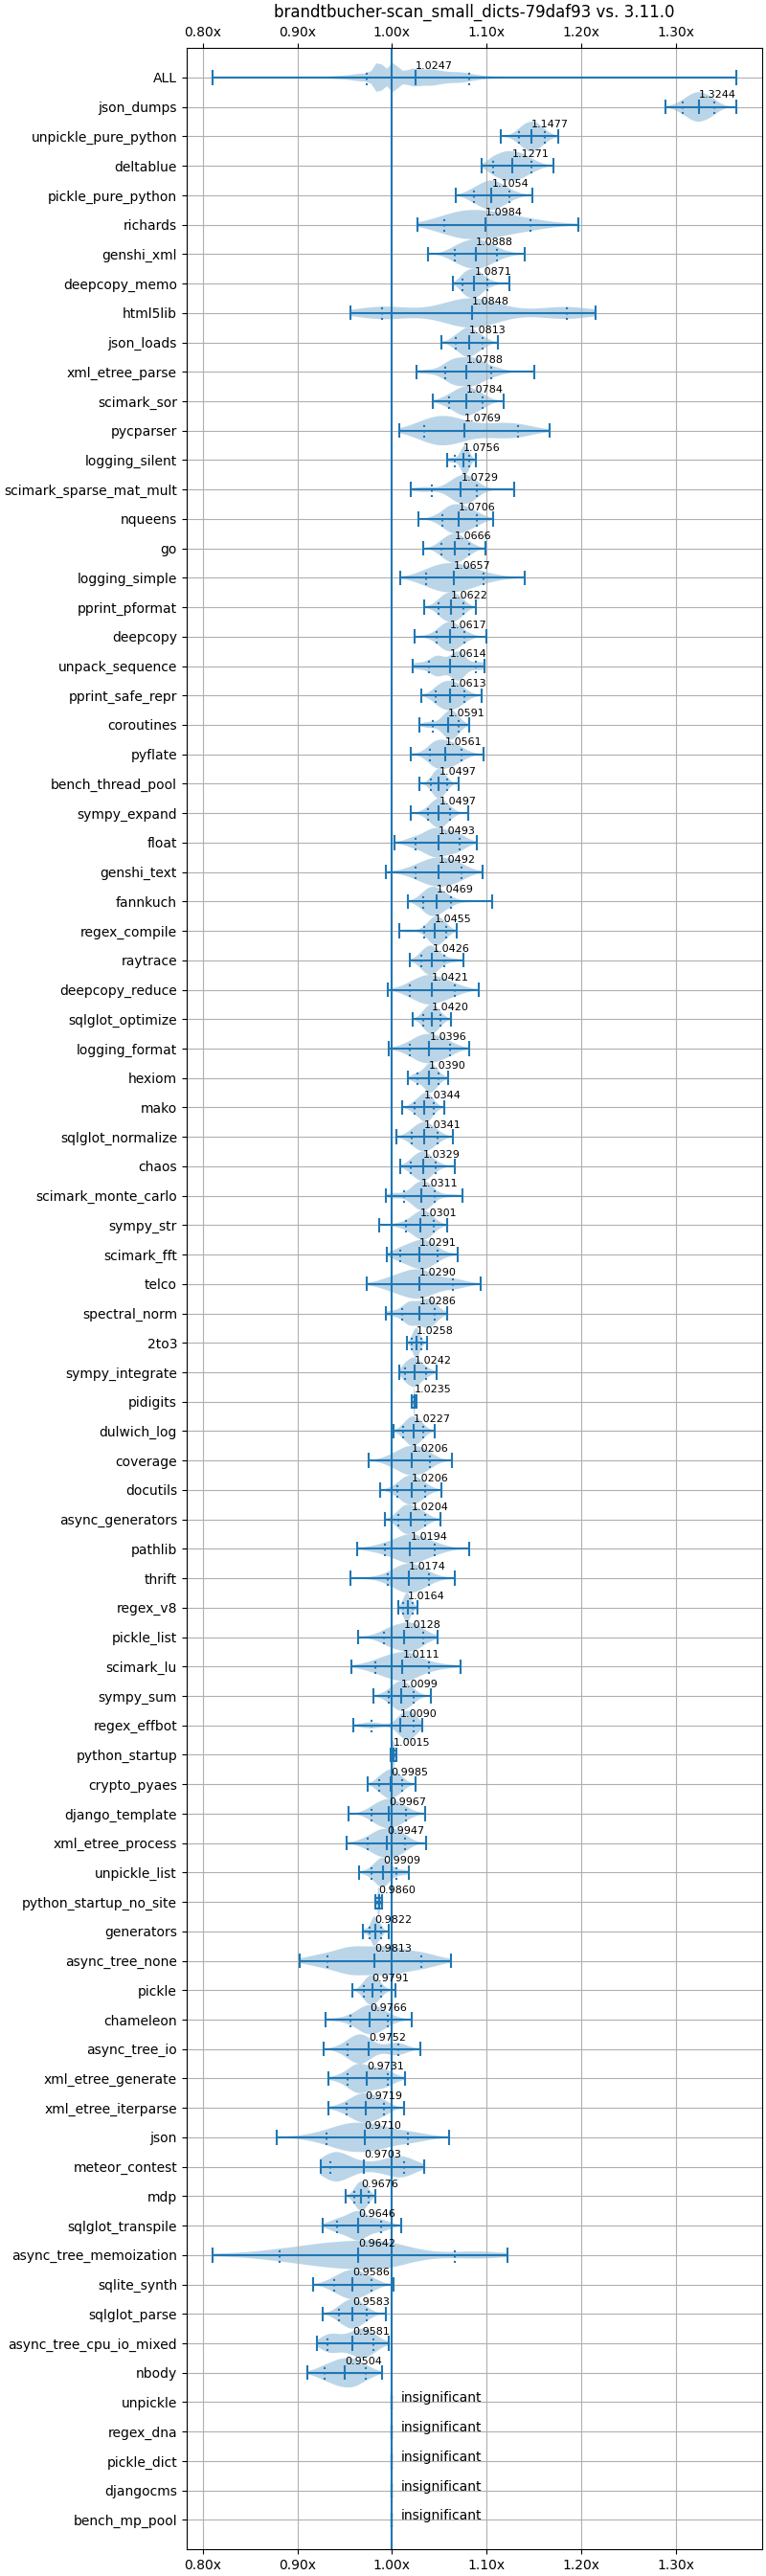 brandtbucher-scan_small_dicts-79daf93 vs. 3.11.0
0.80x 0.90x 1.00x 1.10x 1.20x 1.30x
ALL 1.0247
json_dumps 1.3244
unpickle_pure_python 1.1477
deltablue 1.1271
pickle_pure_python 1.1054
richards 1.0984
genshi_xml 1.0888
deepcopy_memo 1.0871
html5lib 1.0848
json_loads 1.0813
xml_etree_parse 1.0788
scimark_sor 1.0784
pycparser 1.0769
logging_silent 1.0756
scimark_sparse_mat_mult 1.0729
nqueens 1.0706
go 1.0666
logging_simple 1.0657
pprint_pformat 1.0622
deepcopy 1.0617
unpack_sequence 1.0614
pprint_safe_repr 1.0613
coroutines 1.0591
pyflate 1.0561
bench_thread_pool 1.0497
sympy_expand 1.0497
float 1.0493
genshi_text 1.0492
fannkuch 1.0469
regex_compile 1.0455
raytrace 1.0426
deepcopy_reduce 1.0421
sqlglot_optimize 1.0420
logging_format 1.0396
hexiom 1.0390
mako 1.0344
sqlglot_normalize 1.0341
chaos 1.0329
scimark_monte_carlo 1.0311
sympy_str 1.0301
scimark_fft 1.0291
telco 1.0290
spectral_norm 1.0286
2to3 1.0258
sympy_integrate 1.0242
pidigits 1.0235
dulwich_log 1.0227
coverage 1.0206
docutils 1.0206
async_generators 1.0204
pathlib 1.0194
thrift 1.0174
regex_v8 1.0164
pickle_list 1.0128
scimark_lu 1.0111
sympy_sum 1.0099
regex_effbot 1.0090
python_startup 1.0015
crypto_pyaes 0.9985
django_template 0.9967
xml_etree_process 0.9947
unpickle_list 0.9909
python_startup_no_site 0.9860
generators 0.9822
async_tree_none 0.9813
pickle 0.9791
chameleon 0.9766
async_tree_io 0.9752
xml_etree_generate 0.9731
xml_etree_iterparse 0.9719
json 0.9710
meteor_contest 0.9703
mdp 0.9676
sqlglot_transpile 0.9646
async_tree_memoization 0.9642
sqlite_synth 0.9586
sqlglot_parse 0.9583
async_tree_cpu_io_mixed 0.9581
nbody 0.9504
unpickle insignificant
regex_dna insignificant
pickle_dict insignificant
djangocms insignificant
bench_mp_pool insignificant
0.80x 0.90x 1.00x 1.10x 1.20x 1.30x